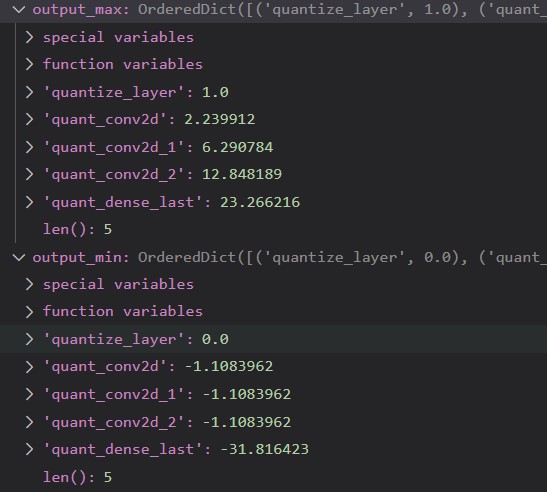 output_max: OrderedDict([('quantize_layer', 1.0), ('quant_
special variables
function variables
'quantize_layer': 1.0
'quant_conv2d': 2.239912
'quant_conv2d_1': 6.290784
'quant_conv2d_2': 12.848189
'quant_dense_last': 23.266216
len(): 5
output_min: OrderedDict([('quantize_layer', 0.0), ('quant_
special variables
function variables
'quantize_layer': 0.0
'quant_conv2d': -1.1083962
'quant_conv2d_1': -1.1083962
'quant_conv2d_2': -1.1083962
'quant_dense_last': -31.816423
len(): 5